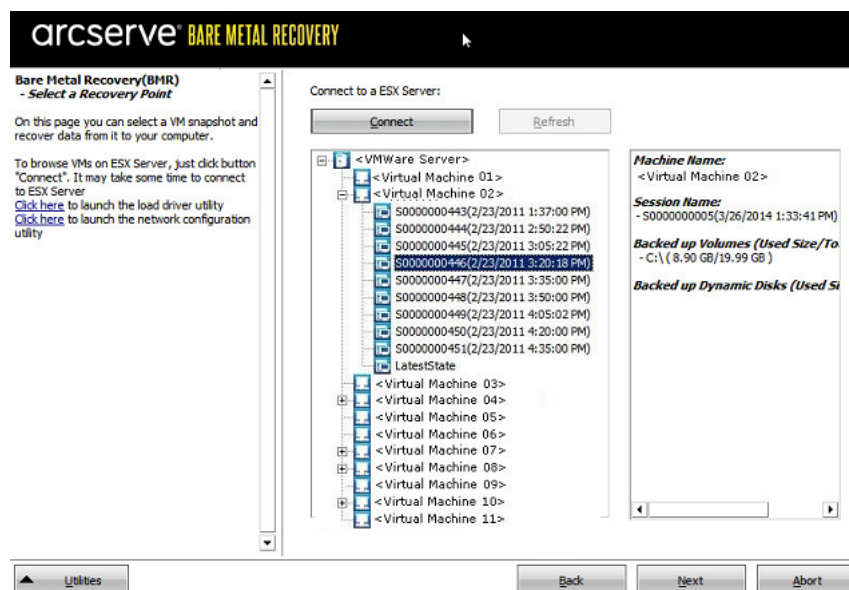 arcserve® BARE METAL RECOVERY
Bare Metal Recovery(BMR)
- Select a Recovery Point
On this page you can select a VM snapshot and
recover data from it to your computer.
To browse VMs on ESX Server, just click button
"Connect". It may take some time to connect
to ESX Server
Click here to launch the load driver utility
Click here to launch the network configuration
utility
Connect to a ESX Server:
Connect
Refresh
<VMWare Server>
<Virtual Machine 01>
<Virtual Machine 02>
S0000000443(2/23/2011 1:37:00 PM)
S0000000444(2/23/2011 2:50:22 PM)
S0000000445(2/23/2011 3:05:22 PM)
S0000000446(2/23/2011 3:20:18 PM)
S0000000447(2/23/2011 3:35:00 PM)
S0000000448(2/23/2011 3:50:00 PM)
S0000000449(2/23/2011 4:05:02 PM)
S0000000450(2/23/2011 4:20:00 PM)
S0000000451(2/23/2011 4:35:00 PM)
LatestState
<Virtual Machine 03>
<Virtual Machine 04>
<Virtual Machine 05>
<Virtual Machine 06>
<Virtual Machine 07>
<Virtual Machine 08>
<Virtual Machine 09>
<Virtual Machine 10>
<Virtual Machine 11>
Machine Name:
<Virtual Machine 02>
Session Name:
- S0000000005(3/26/2014 1:33:41 PM)
Backed up Volumes (Used Size/To
- C:\ ( 8.90 GB/19.99 GB )
Backed up Dynamic Disks (Used Si
Utilities
Back
Next
Abort